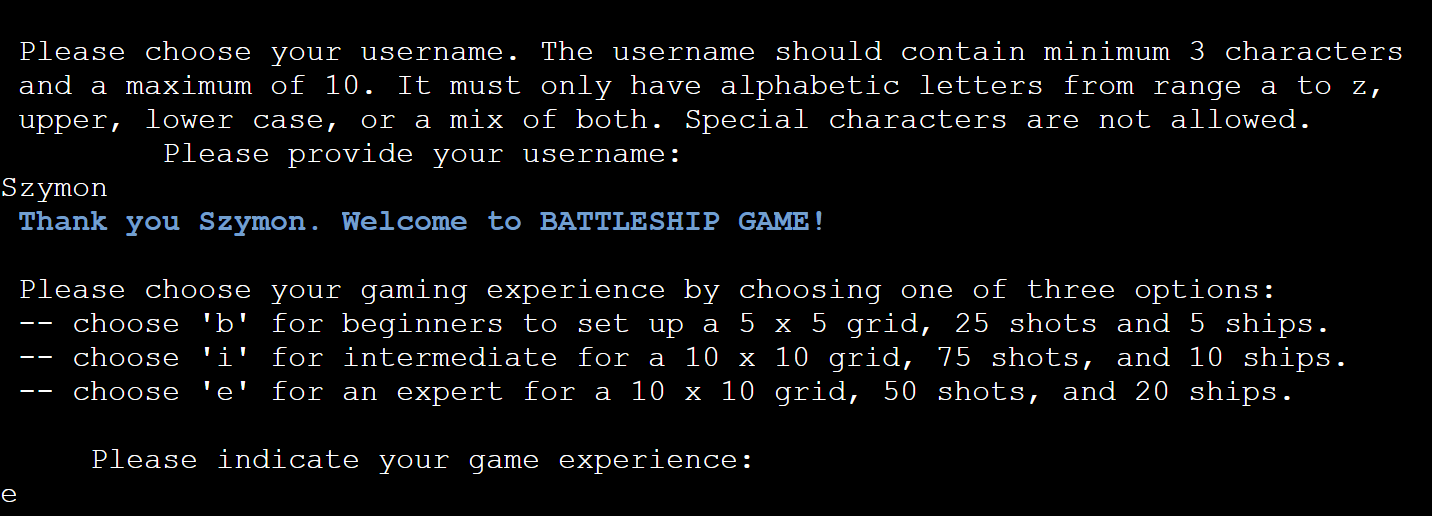 Please choose your username. The username should contain minimum 3 characters
and a maximum of 10. It must only have alphabetic letters from range a to z,
upper, lower case, or a mix of both. Special characters are not allowed.
Please provide your username:
Szymon
Thank you Szymon. Welcome to BATTLESHIP GAME!
Please choose your gaming experience by choosing one of three options:
-- choose 'b' for beginners to set up a 5 x 5 grid, 25 shots and 5 ships.
-- choose 'i' for intermediate for a 10 x 10 grid, 75 shots, and 10 ships.
-- choose 'e' for an expert for a 10 x 10 grid, 50 shots, and 20 ships.
Please indicate your game experience:
e